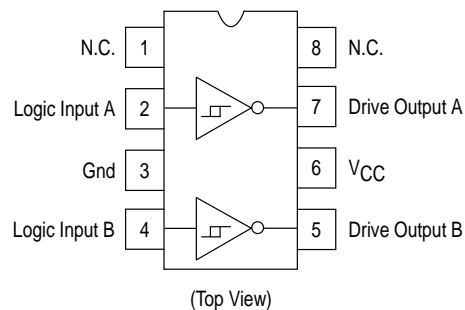 N.C. 1 8 N.C.
Logic Input A 2 7 Drive Output A
Gnd 3 6 VCC
Logic Input B 4 5 Drive Output B
(Top View)